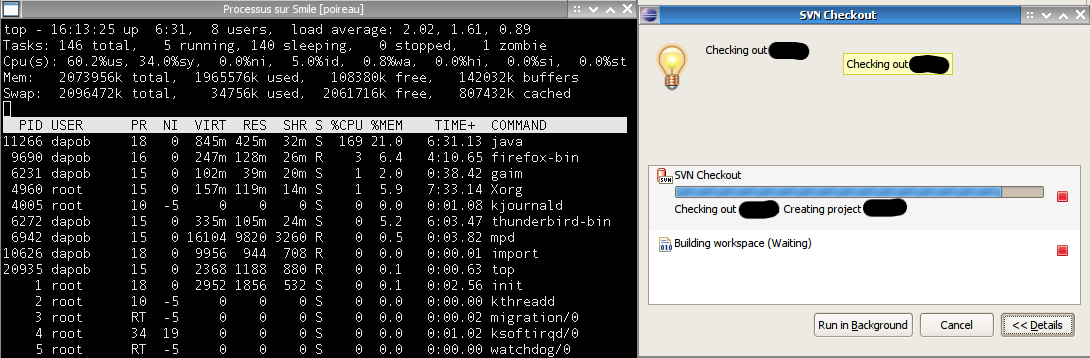 Processus sur Smile [poireau]
top - 16:13:25 up  6:31,  8 users,  load average: 2.02, 1.61, 0.89
Tasks: 146 total,   5 running, 140 sleeping,   0 stopped,   1 zombie
Cpu(s): 60.2%us, 34.0%sy,  0.0%ni,  5.0%id,  0.8%wa,  0.0%hi,  0.0%si,  0.0%st
Mem:   2073956k total,  1965576k used,   108380k free,   142032k buffers
Swap:  2096472k total,    34756k used,  2061716k free,   807432k cached
PID USER      PR  NI  VIRT  RES  SHR S %CPU %MEM    TIME+  COMMAND
11266 dapob     18   0  845m 425m  32m S  169 21.0   6:31.13 java
9690 dapob     16   0  247m 128m  26m R    3  6.4   4:10.65 firefox-bin
6231 dapob     15   0  102m  39m  20m S    1  2.0   0:38.42 gaim
4960 root      15   0  157m 119m  14m S    1  5.9   7:33.14 Xorg
4005 root      10  -5     0    0    0 S    0  0.0   0:01.08 kjournald
6272 dapob     15   0  335m 105m  24m S    0  5.2   6:03.47 thunderbird-bin
6942 dapob     15   0 16104 9820 3260 R    0  0.5   0:03.82 mpd
10626 dapob     18   0  9956  944  708 R    0  0.0   0:00.01 import
20935 dapob     15   0  2368 1188  880 R    0  0.1   0:00.63 top
1 root      18   0  2952 1856  532 S    0  0.1   0:02.56 init
2 root      10  -5     0    0    0 S    0  0.0   0:00.00 kthreadd
3 root      RT  -5     0    0    0 S    0  0.0   0:00.02 migration/0
4 root      34  19     0    0    0 S    0  0.0   0:01.02 ksoftirqd/0
5 root      RT  -5     0    0    0 S    0  0.0   0:00.00 watchdog/0
SVN Checkout
Checking out
Checking out
SVN
SVN Checkout
Checking out : Creating project
010
Building workspace (Waiting)
Run in Background
Cancel
<< Details